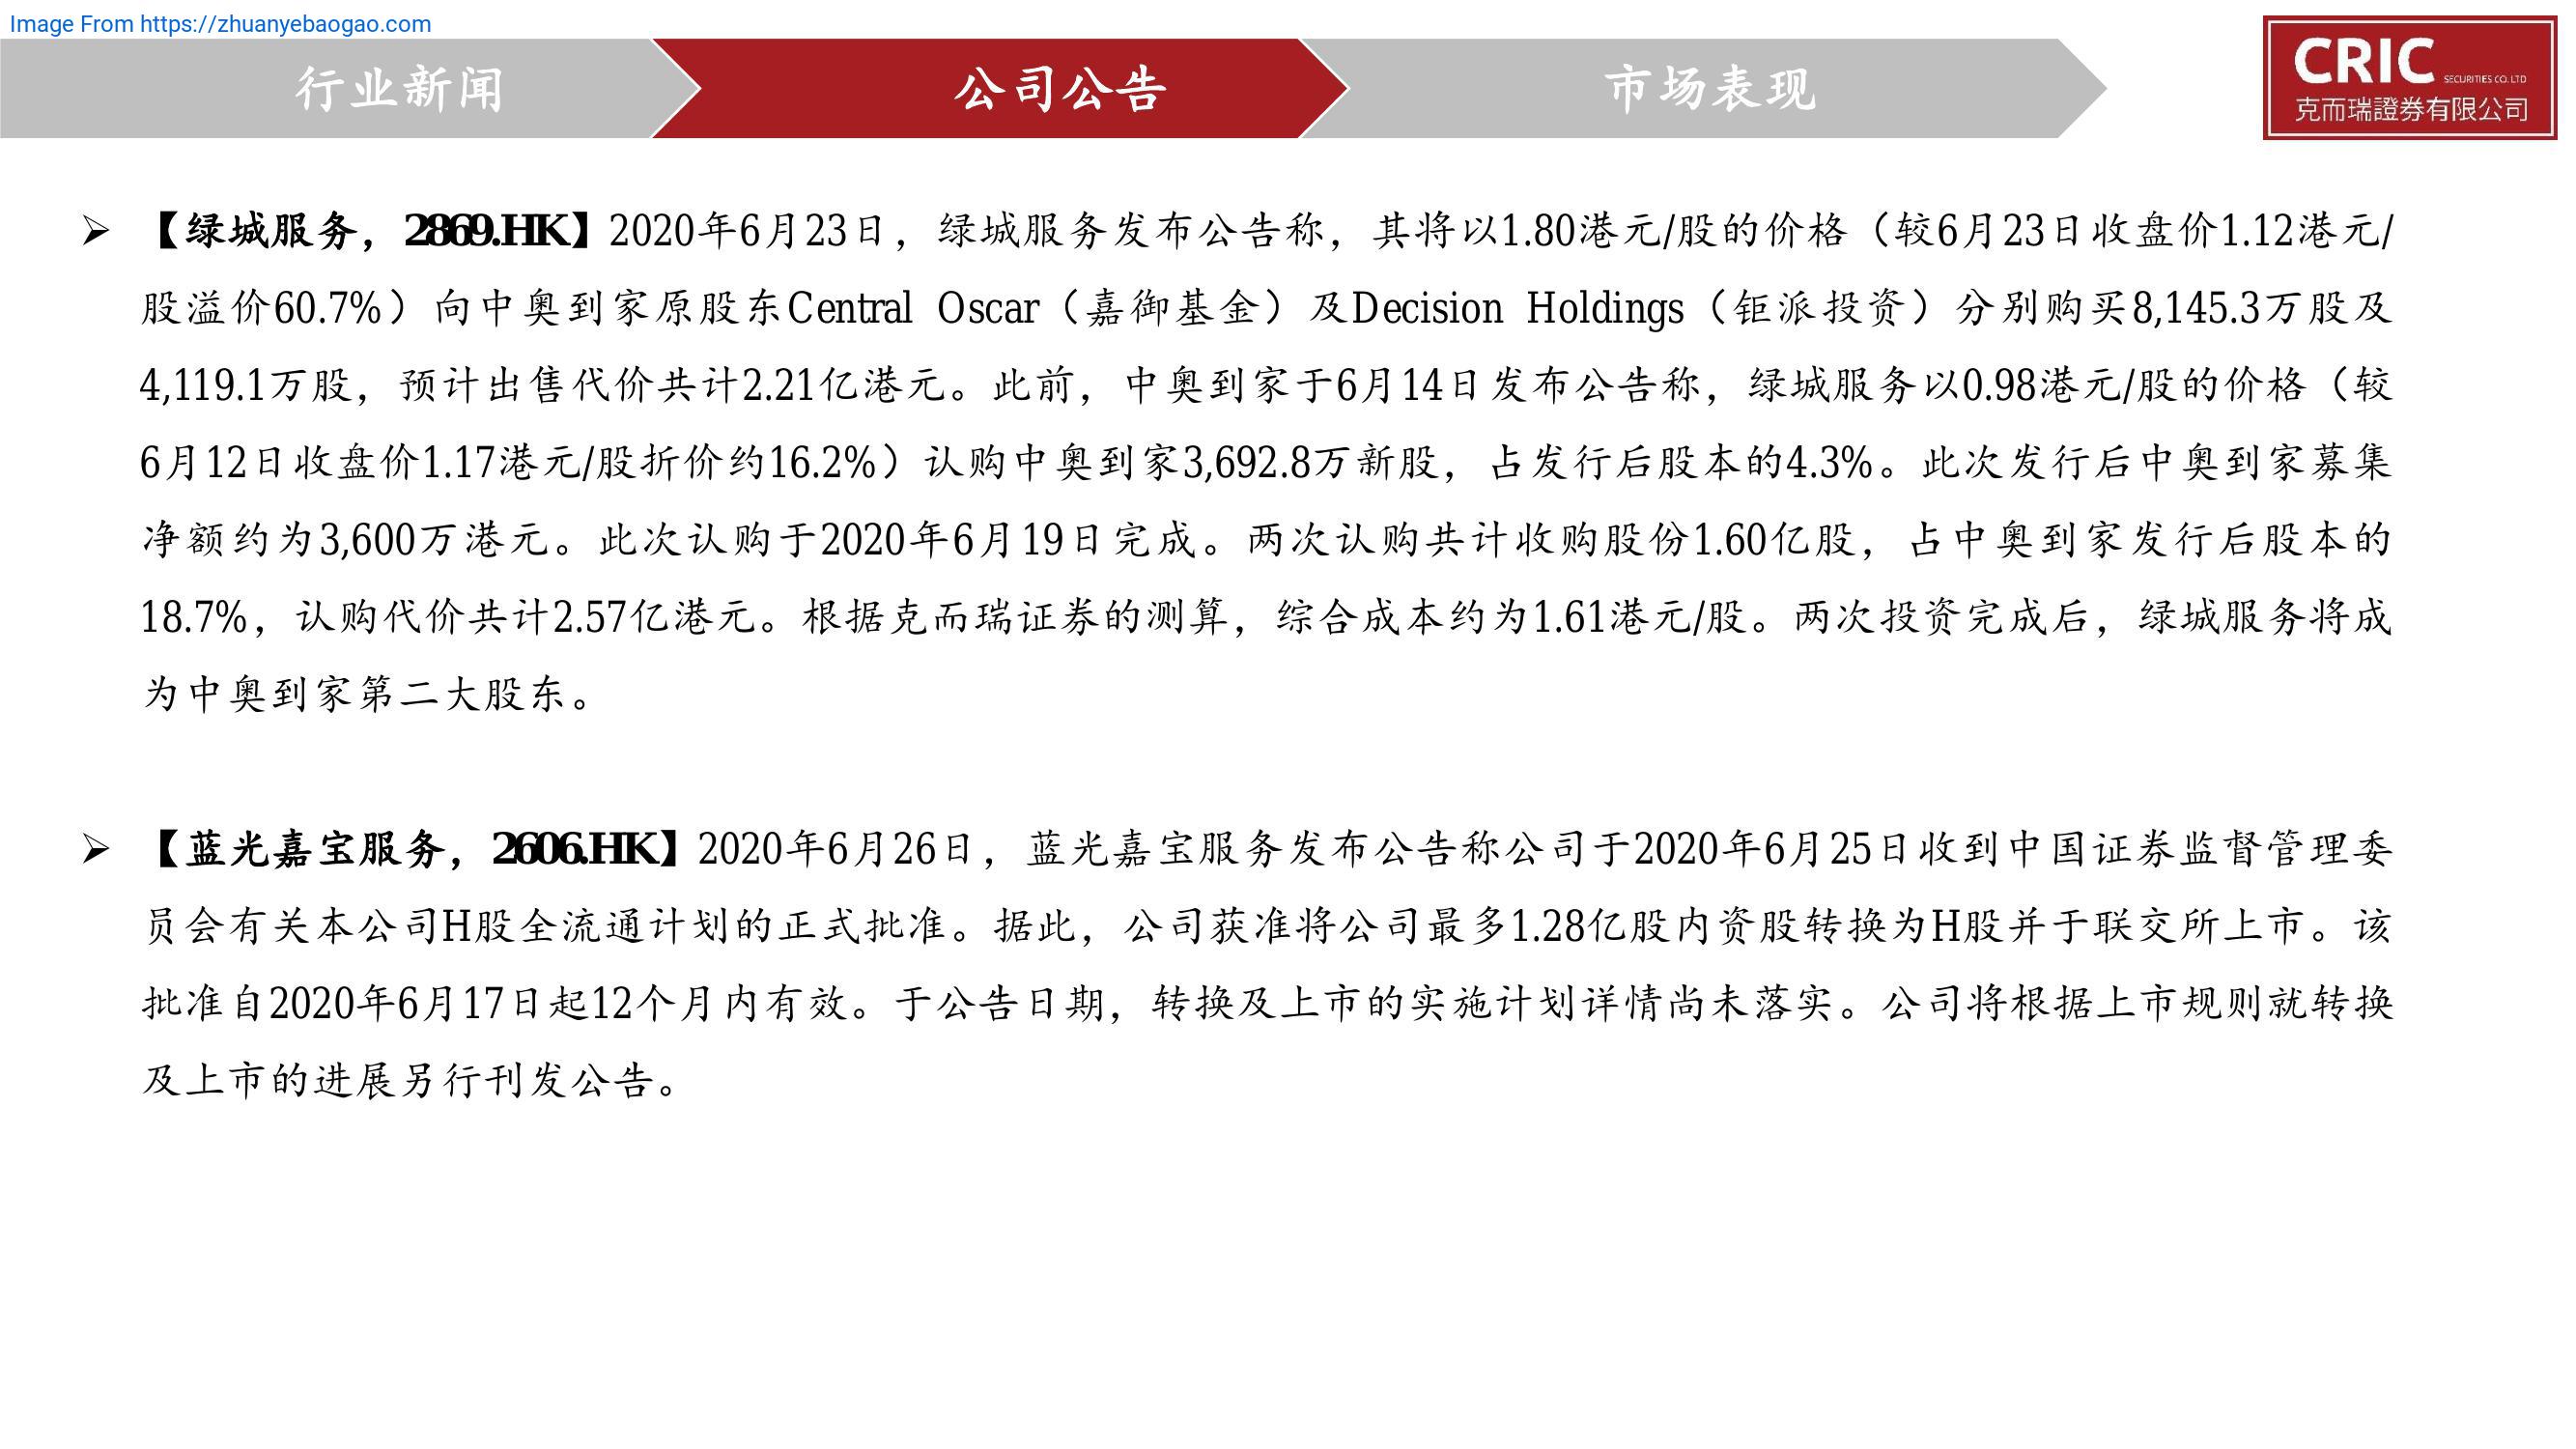 Image From https://zhuanyebaogao.com
行业新闻
公司公告
市场表现
CRIC SECURITIES CO. LTD
克而瑞證券有限公司
➢ 【绿城服务，2869.HK】2020年6月23日，绿城服务发布公告称，其将以1.80港元/股的价格（较6月23日收盘价1.12港元/
股溢价60.7%）向中奥到家原股东Central Oscar（嘉御基金）及Decision Holdings（钜派投资）分别购买8,145.3万股及
4,119.1万股，预计出售代价共计2.21亿港元。此前，中奥到家于6月14日发布公告称，绿城服务以0.98港元/股的价格（较
6月12日收盘价1.17港元/股折价约16.2%）认购中奥到家3,692.8万新股，占发行后股本的4.3%。此次发行后中奥到家募集
净额约为3,600万港元。此次认购于2020年6月19日完成。两次认购共计收购股份1.60亿股，占中奥到家发行后股本的
18.7%，认购代价共计2.57亿港元。根据克而瑞证券的测算，综合成本约为1.61港元/股。两次投资完成后，绿城服务将成
为中奥到家第二大股东。
➢ 【蓝光嘉宝服务，2606.HK】2020年6月26日，蓝光嘉宝服务发布公告称公司于2020年6月25日收到中国证券监督管理委
员会有关本公司H股全流通计划的正式批准。据此，公司获准将公司最多1.28亿股内资股转换为H股并于联交所上市。该
批准自2020年6月17日起12个月内有效。于公告日期，转换及上市的实施计划详情尚未落实。公司将根据上市规则就转换
及上市的进展另行刊发公告。